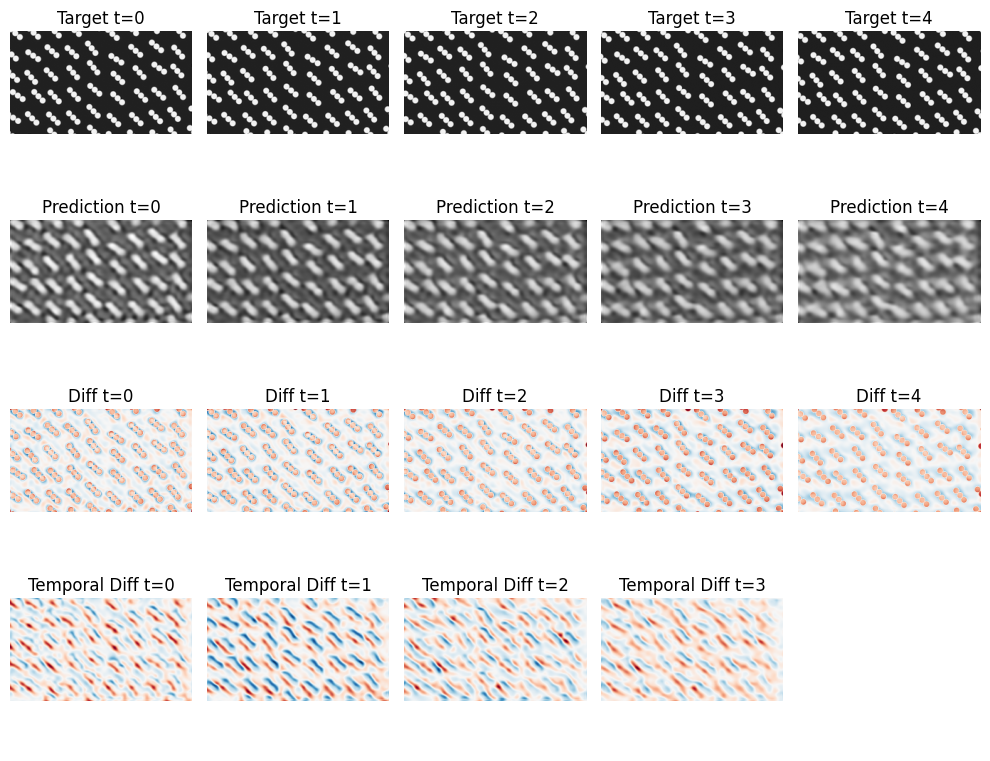 Target t=0 Target t=1 Target t=2 Target t=3 Target t=4
Prediction t=0 Prediction t=1 Prediction t=2 Prediction t=3 Prediction t=4
Diff t=0 Diff t=1 Diff t=2 Diff t=3 Diff t=4
Temporal Diff t=0 Temporal Diff t=1 Temporal Diff t=2 Temporal Diff t=3